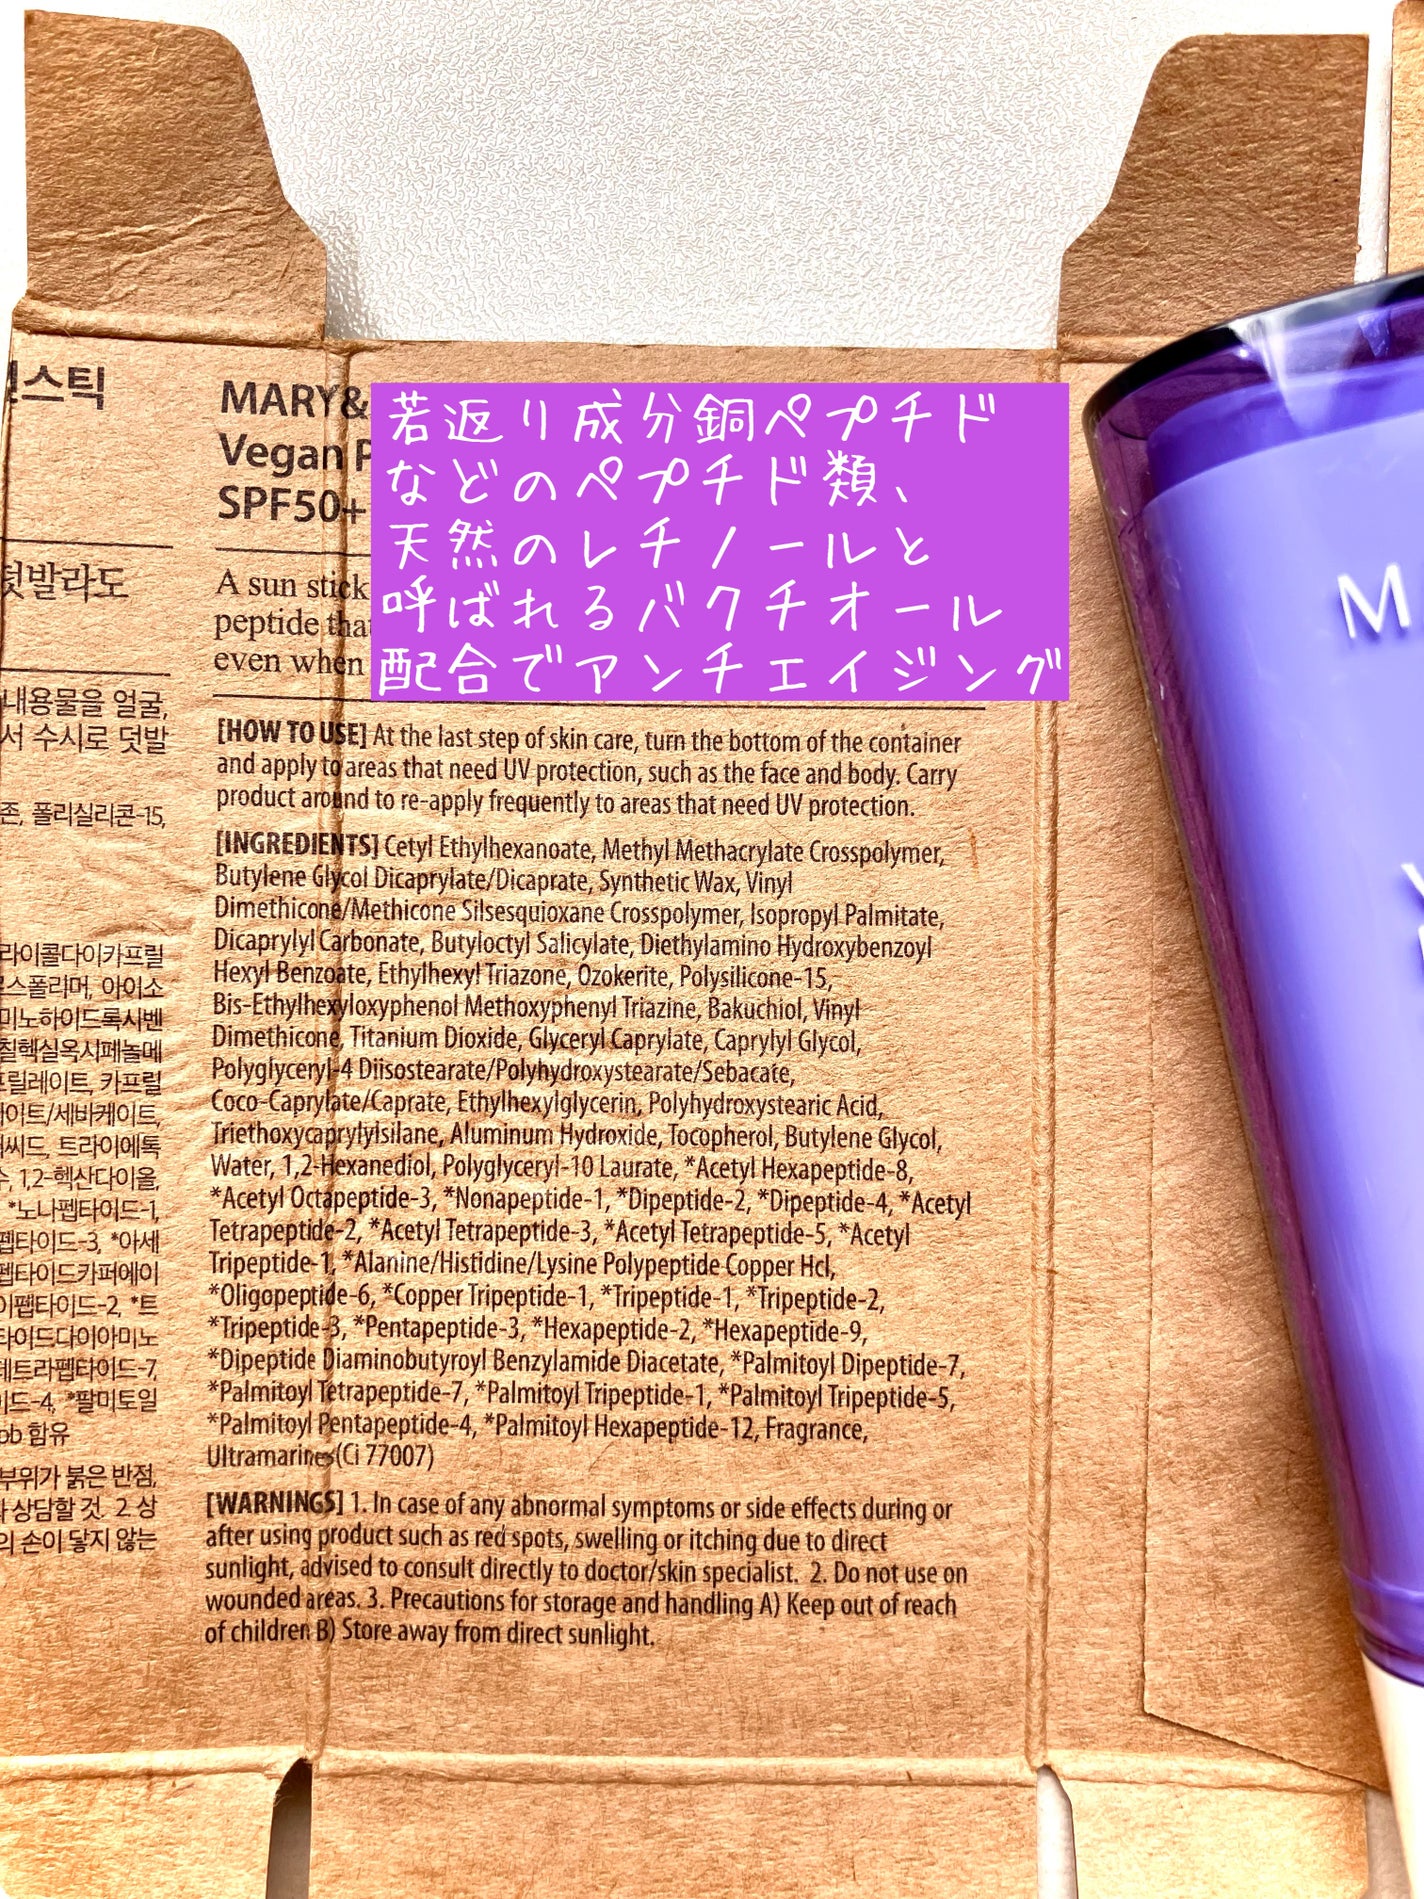 스틱
덧발라도
내용물을 얼굴,
서 수시로 덧발
존, 폴리실리콘-15,
라이콜다이카프릴
스폴리머, 아이소
미노하이드록시벤
칠헥실옥시페놀메
프릴레이트, 카프릴
케이트/세바케이트,
씨드, 트라이에톡
수, 1,2-헥산다이올,
*노나펩타이드-1,
펩타이드-3, *아세
펩타이드카퍼에이
이펩타이드-2, *트
타이드다이아미노
테트라펩타이드-7,
이드-4, *팔미토일
ppb 함유
부위가 붉은 반점,
상담할 것. 2. 상
의 손이 닿지 않는
MARY&
Vegan P
SPF50+
A sun stick
peptide that
even when
若返り成分銅ペプチド
などのペプチド類、
天然のレチノールと
呼ばれるバクチオール
配合でアンチエイジング
[HOW TO USE] At the last step of skin care, turn the bottom of the container
and apply to areas that need UV protection, such as the face and body. Carry
product around to re-apply frequently to areas that need UV protection.
[INGREDIENTS] Cetyl Ethylhexanoate, Methyl Methacrylate Crosspolymer,
Butylene Glycol Dicaprylate/Dicaprate, Synthetic Wax, Vinyl
Dimethicone/Methicone Silsesquioxane Crosspolymer, Isopropyl Palmitate,
Dicaprylyl Carbonate, Butyloctyl Salicylate, Diethylamino Hydroxybenzoyl
Hexyl Benzoate, Ethylhexyl Triazone, Ozokerite, Polysilicone-15,
Bis-Ethylhexyloxyphenol Methoxyphenyl Triazine, Bakuchiol, Vinyl
Dimethicone, Titanium Dioxide, Glyceryl Caprylate, Caprylyl Glycol,
Polyglyceryl-4 Diisostearate/Polyhydroxystearate/Sebacate,
Coco-Caprylate/Caprate, Ethylhexylglycerin, Polyhydroxystearic Acid,
Triethoxycaprylylsilane, Aluminum Hydroxide, Tocopherol, Butylene Glycol,
Water, 1,2-Hexanediol, Polyglyceryl-10 Laurate, *Acetyl Hexapeptide-8,
*Acetyl Octapeptide-3, *Nonapeptide-1, *Dipeptide-2, *Dipeptide-4, *Acetyl
Tetrapeptide-2, *Acetyl Tetrapeptide-3, *Acetyl Tetrapeptide-5, *Acetyl
Tripeptide-1, *Alanine/Histidine/Lysine Polypeptide Copper Hcl,
*Oligopeptide-6, *Copper Tripeptide-1, *Tripeptide-1, *Tripeptide-2,
*Tripeptide-3, *Pentapeptide-3, *Hexapeptide-2, *Hexapeptide-9,
*Dipeptide Diaminobutyroyl Benzylamide Diacetate, *Palmitoyl Dipeptide-7,
*Palmitoyl Tetrapeptide-7, *Palmitoyl Tripeptide-1, *Palmitoyl Tripeptide-5,
*Palmitoyl Pentapeptide-4, *Palmitoyl Hexapeptide-12, Fragrance,
Ultramarines(Ci 77007)
[WARNINGS] 1. In case of any abnormal symptoms or side effects during or
after using product such as red spots, swelling or itching due to direct
sunlight, advised to consult directly to doctor/skin specialist. 2. Do not use on
wounded areas. 3. Precautions for storage and handling A) Keep out of reach
of children B) Store away from direct sunlight.
M